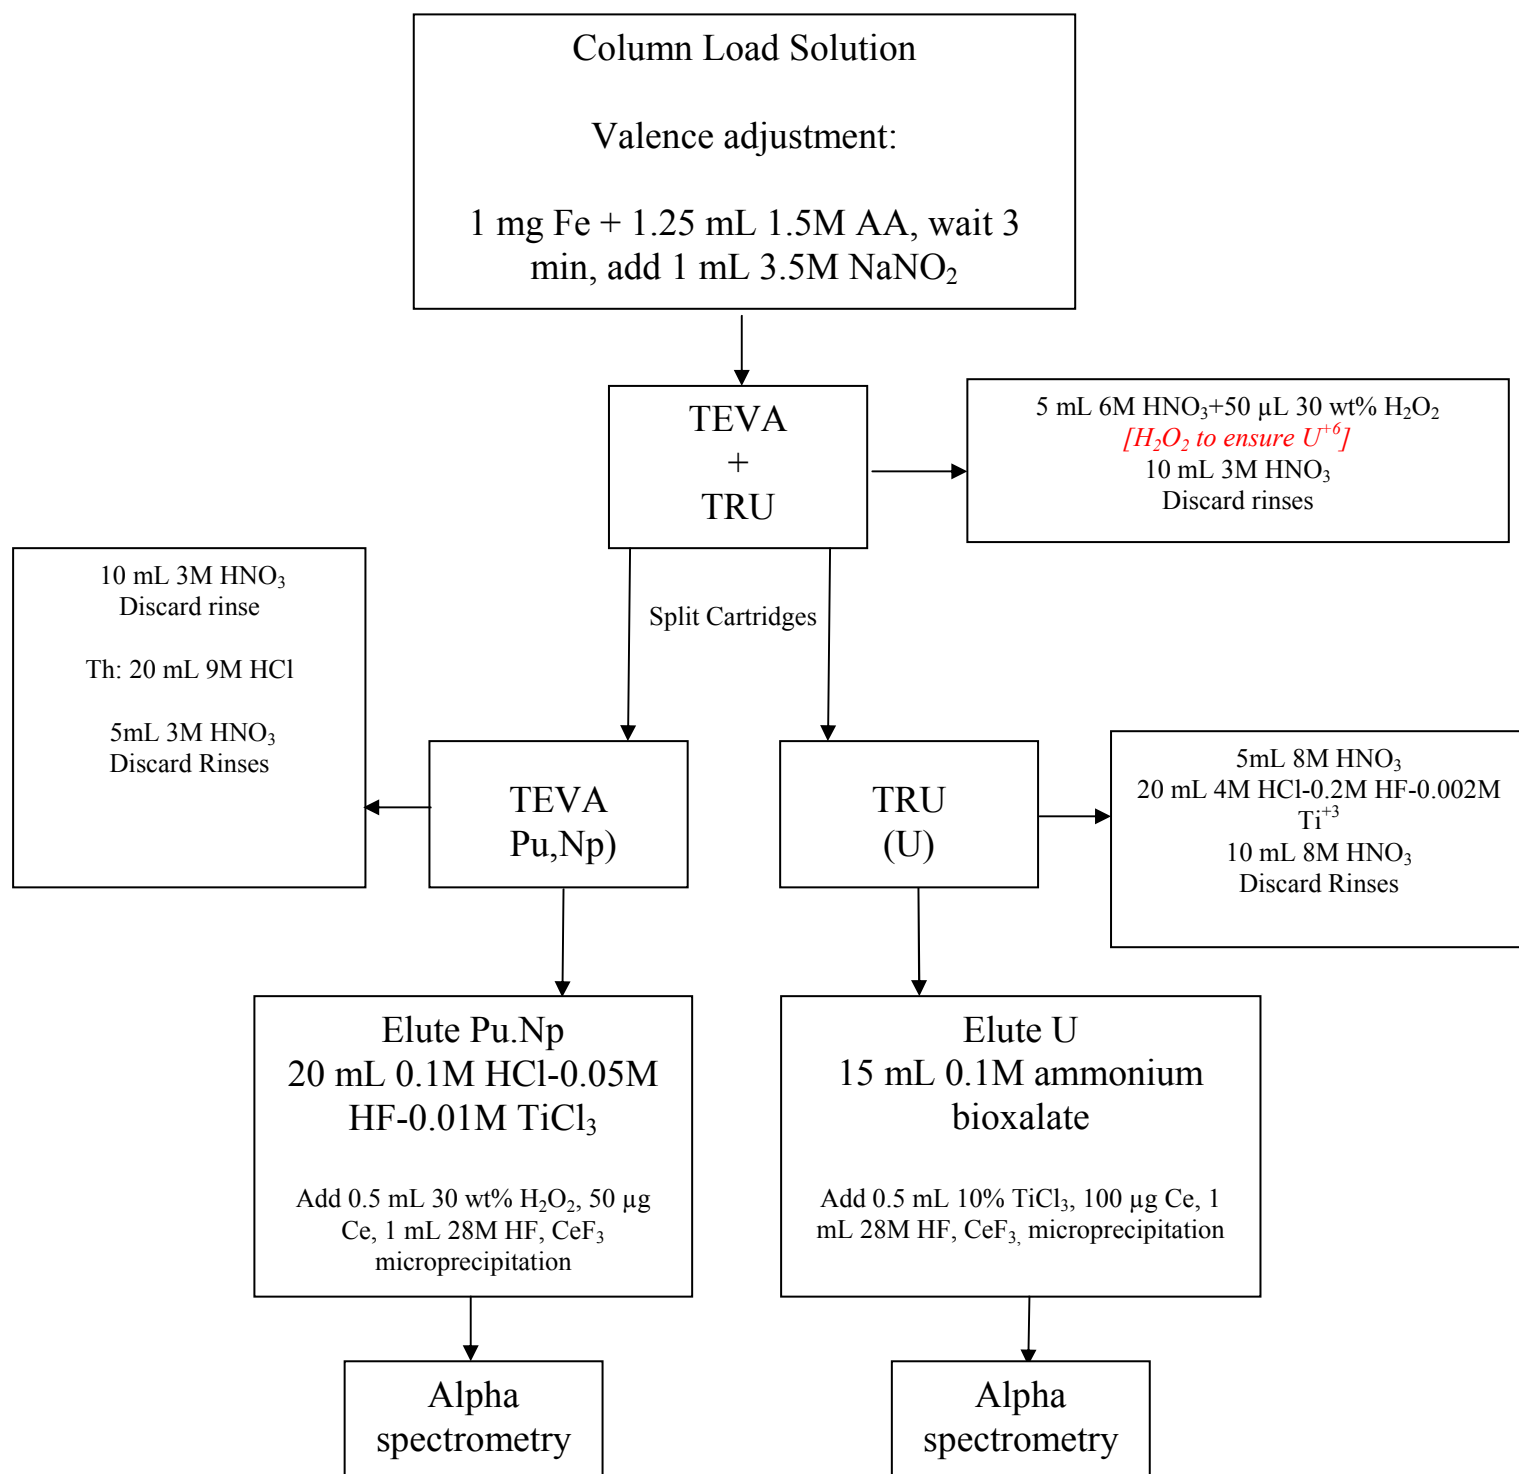 Column Load Solution
Valence adjustment:
1 mg Fe + 1.25 mL 1.5M AA, wait 3
min, add 1 mL 3.5M NaNO₂
TEVA
+
TRU
5 mL 6M HNO₃+50 µL 30 wt% H₂O₂
[H₂O₂ to ensure U⁺⁶]
10 mL 3M HNO₃
Discard rinses
10 mL 3M HNO₃
Discard rinse
Th: 20 mL 9M HCl
5mL 3M HNO₃
Discard Rinses
Split Cartridges
TEVA
Pu,Np)
TRU
(U)
5mL 8M HNO₃
20 mL 4M HCl-0.2M HF-0.002M
Ti⁺³
10 mL 8M HNO₃
Discard Rinses
Elute Pu.Np
20 mL 0.1M HCl-0.05M
HF-0.01M TiCl₃
Add 0.5 mL 30 wt% H₂O₂, 50 µg
Ce, 1 mL 28M HF, CeF₃
microprecipitation
Elute U
15 mL 0.1M ammonium
bioxalate
Add 0.5 mL 10% TiCl₃, 100 µg Ce, 1
mL 28M HF, CeF₃, microprecipitation
Alpha
spectrometry
Alpha
spectrometry